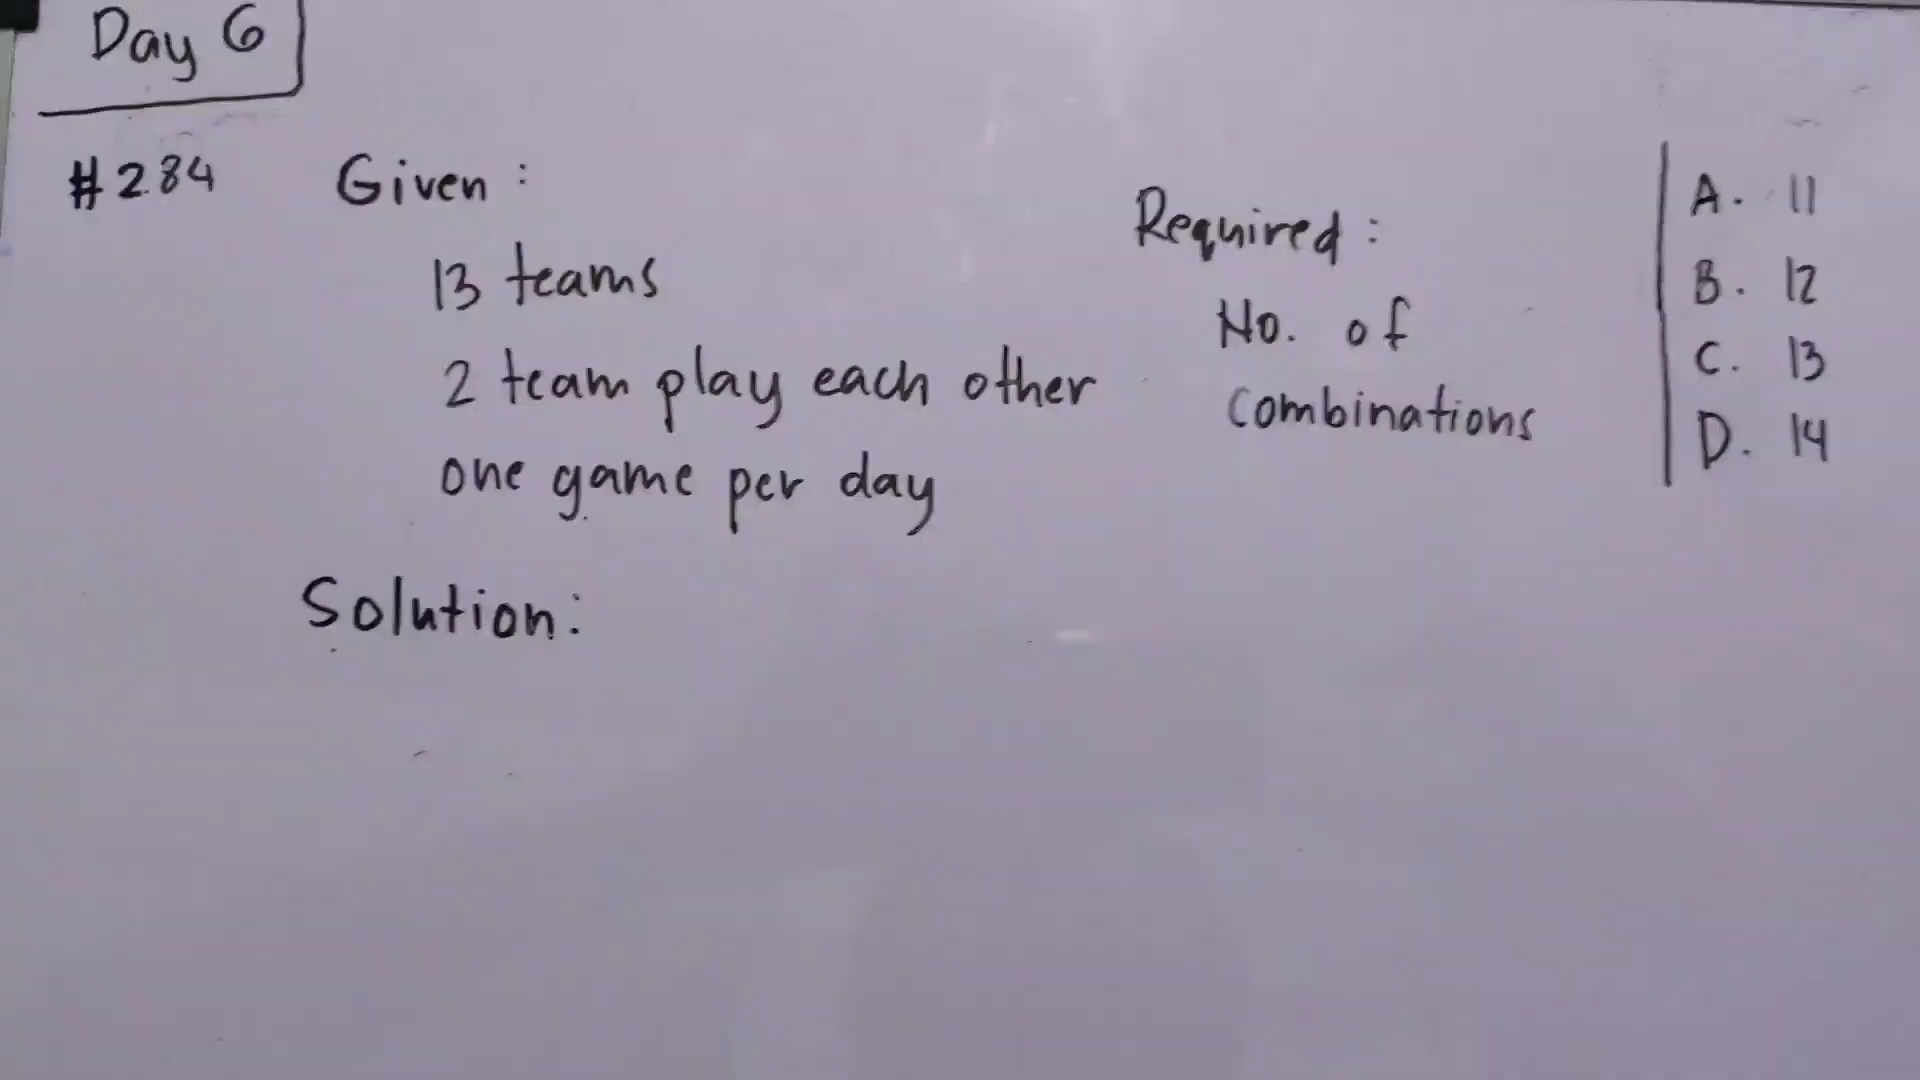 Day 6
#284
Given:
13 teams
2 team play each other
one game per day
Required:
No. of
combinations
A. 11
B. 12
C. 13
D. 14
Solution: